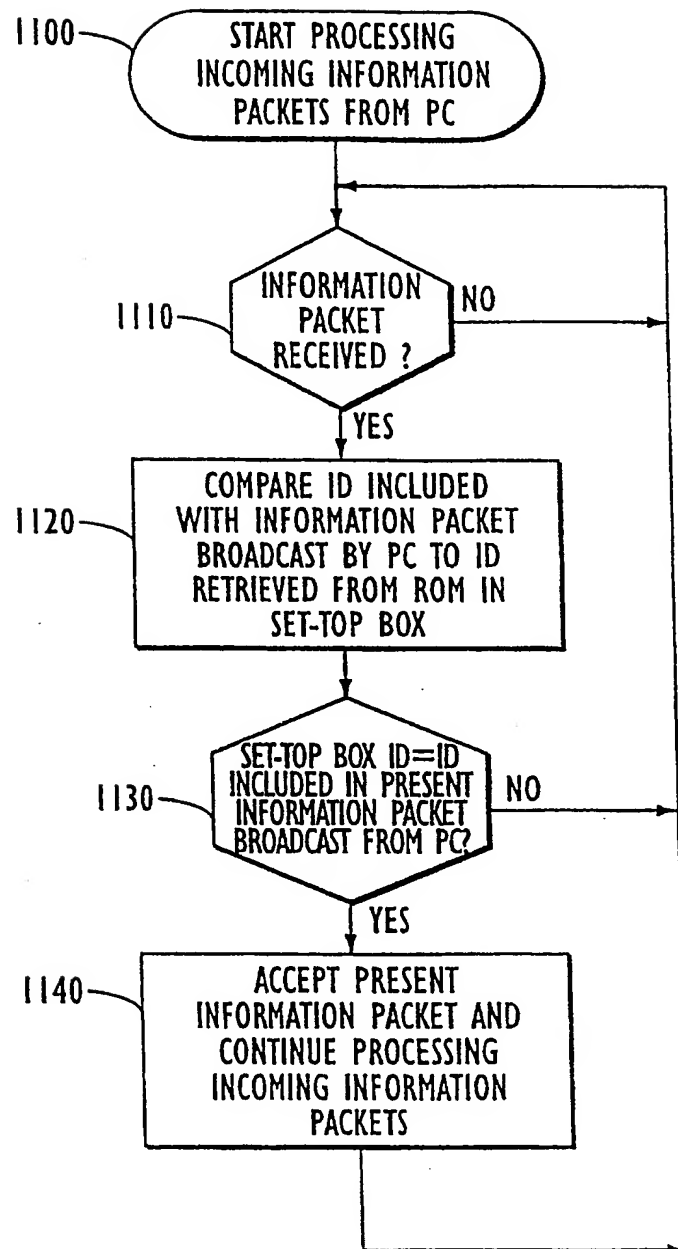 1100
START PROCESSING
INCOMING INFORMATION
PACKETS FROM PC
1110
INFORMATION
PACKET
RECEIVED ?
NO
YES
1120
COMPARE ID INCLUDED
WITH INFORMATION PACKET
BROADCAST BY PC TO ID
RETRIEVED FROM ROM IN
SET-TOP BOX
1130
SET-TOP BOX ID=ID
INCLUDED IN PRESENT
INFORMATION PACKET
BROADCAST FROM PC?
NO
YES
1140
ACCEPT PRESENT
INFORMATION PACKET AND
CONTINUE PROCESSING
INCOMING INFORMATION
PACKETS